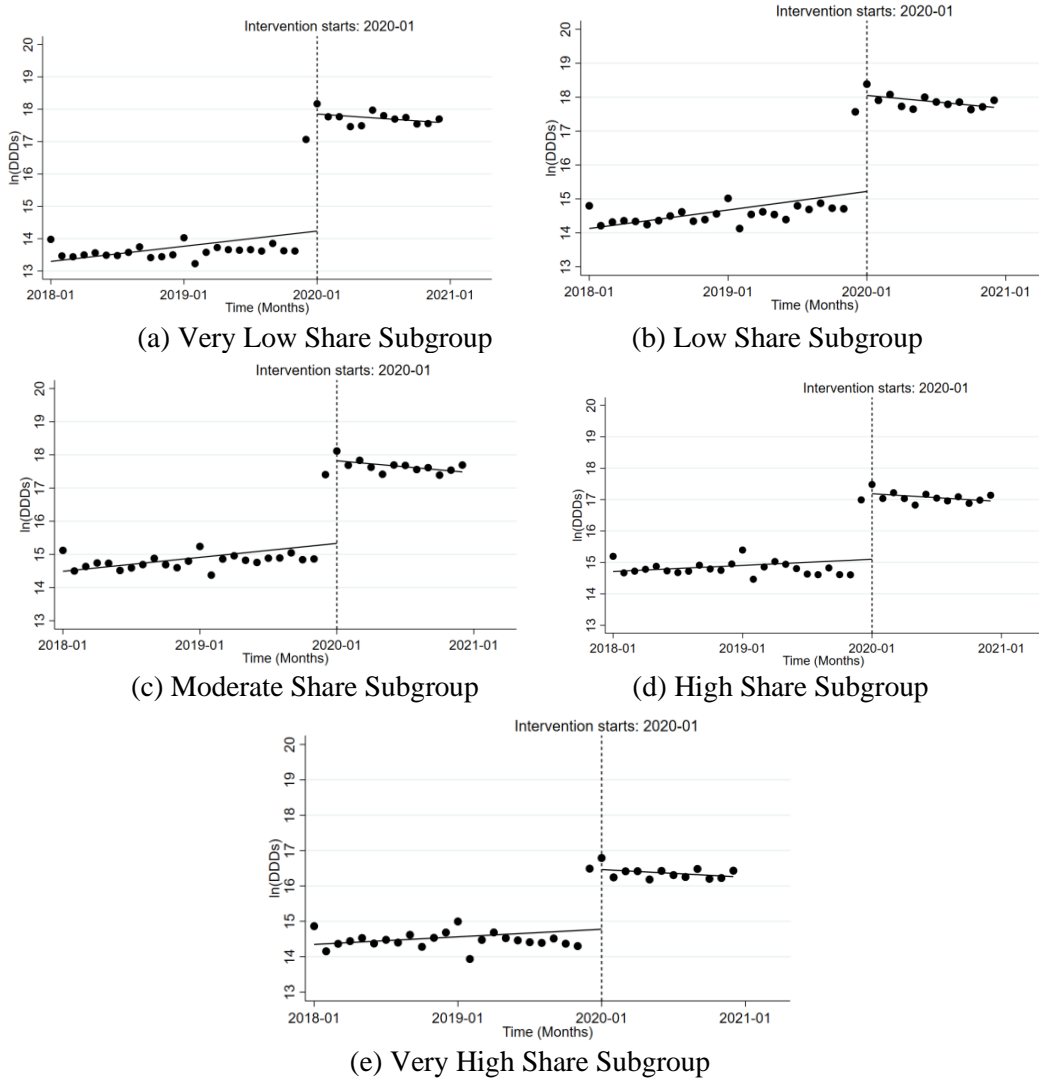 Intervention starts: 2020-01
20
19
18
17
16
15
14
13
ln(DDDs)
2018-01 2019-01 2020-01 2021-01
Time (Months)
(a) Very Low Share Subgroup
Intervention starts: 2020-01
20
19
18
17
16
15
14
13
ln(DDDs)
2018-01 2019-01 2020-01 2021-01
Time (Months)
(b) Low Share Subgroup
Intervention starts: 2020-01
20
19
18
17
16
15
14
13
ln(DDDs)
2018-01 2019-01 2020-01 2021-01
Time (Months)
(c) Moderate Share Subgroup
Intervention starts: 2020-01
20
19
18
17
16
15
14
13
ln(DDDs)
2018-01 2019-01 2020-01 2021-01
Time (Months)
(d) High Share Subgroup
Intervention starts: 2020-01
20
19
18
17
16
15
14
13
ln(DDDs)
2018-01 2019-01 2020-01 2021-01
Time (Months)
(e) Very High Share Subgroup